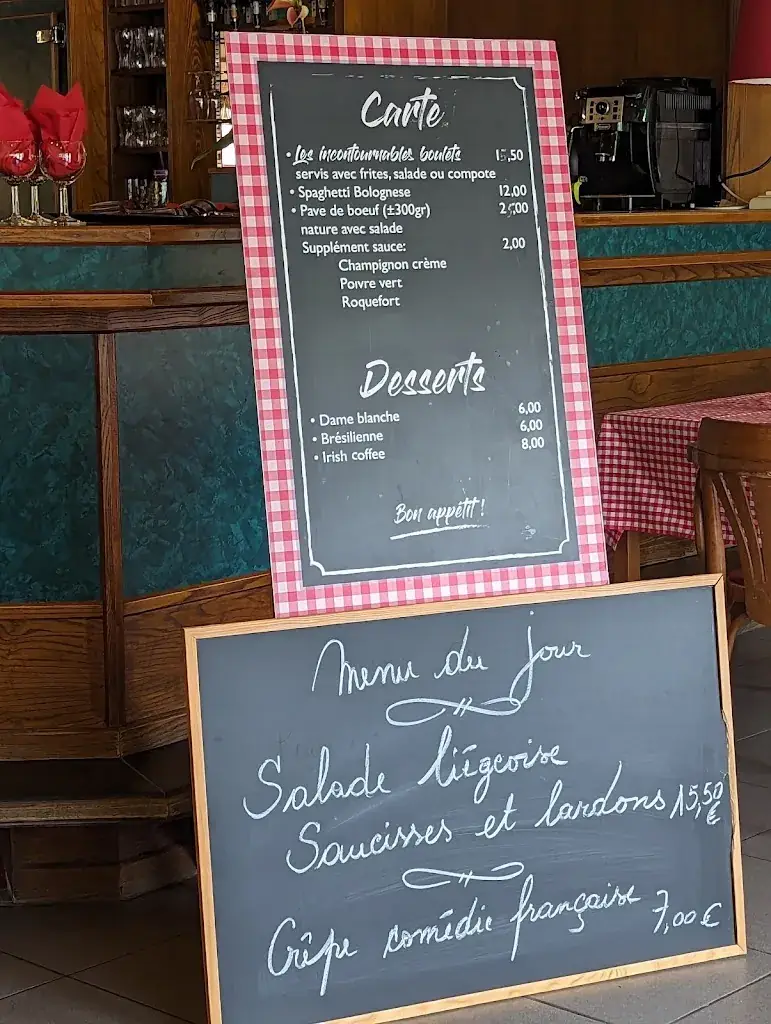 Carte
• Les incontournables boulets 15,50
servis avec frites, salade ou compote
• Spaghetti Bolognese 12,00
• Pave de boeuf (±300gr)
nature avec salade
Supplément sauce: 2,00
Champignon crème
Poivre vert
Roquefort
Desserts
• Dame blanche 6,00
• Brésilienne 6,00
• Irish coffee 8,00
Bon appétit !
Menu du jour
Salade liégeoise
Saucisses et lardons 15,50 €
Crêpe comédie française 7,00 €